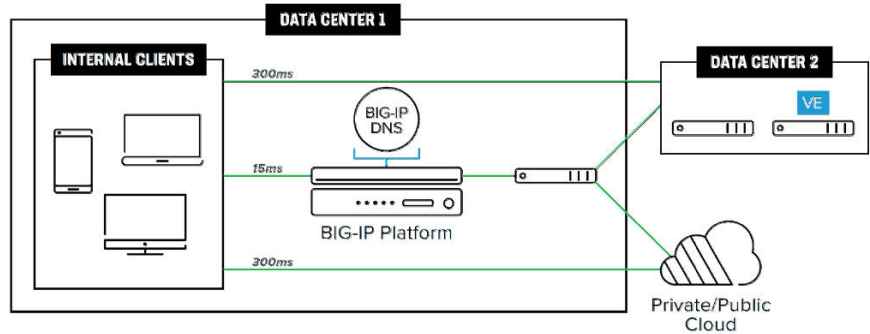 DATA CENTER 1
INTERNAL CLIENTS
DATA CENTER 2
300ms
VE
BIG-IP
DNS
15ms
BIG-IP Platform
300ms
Private/Public
Cloud